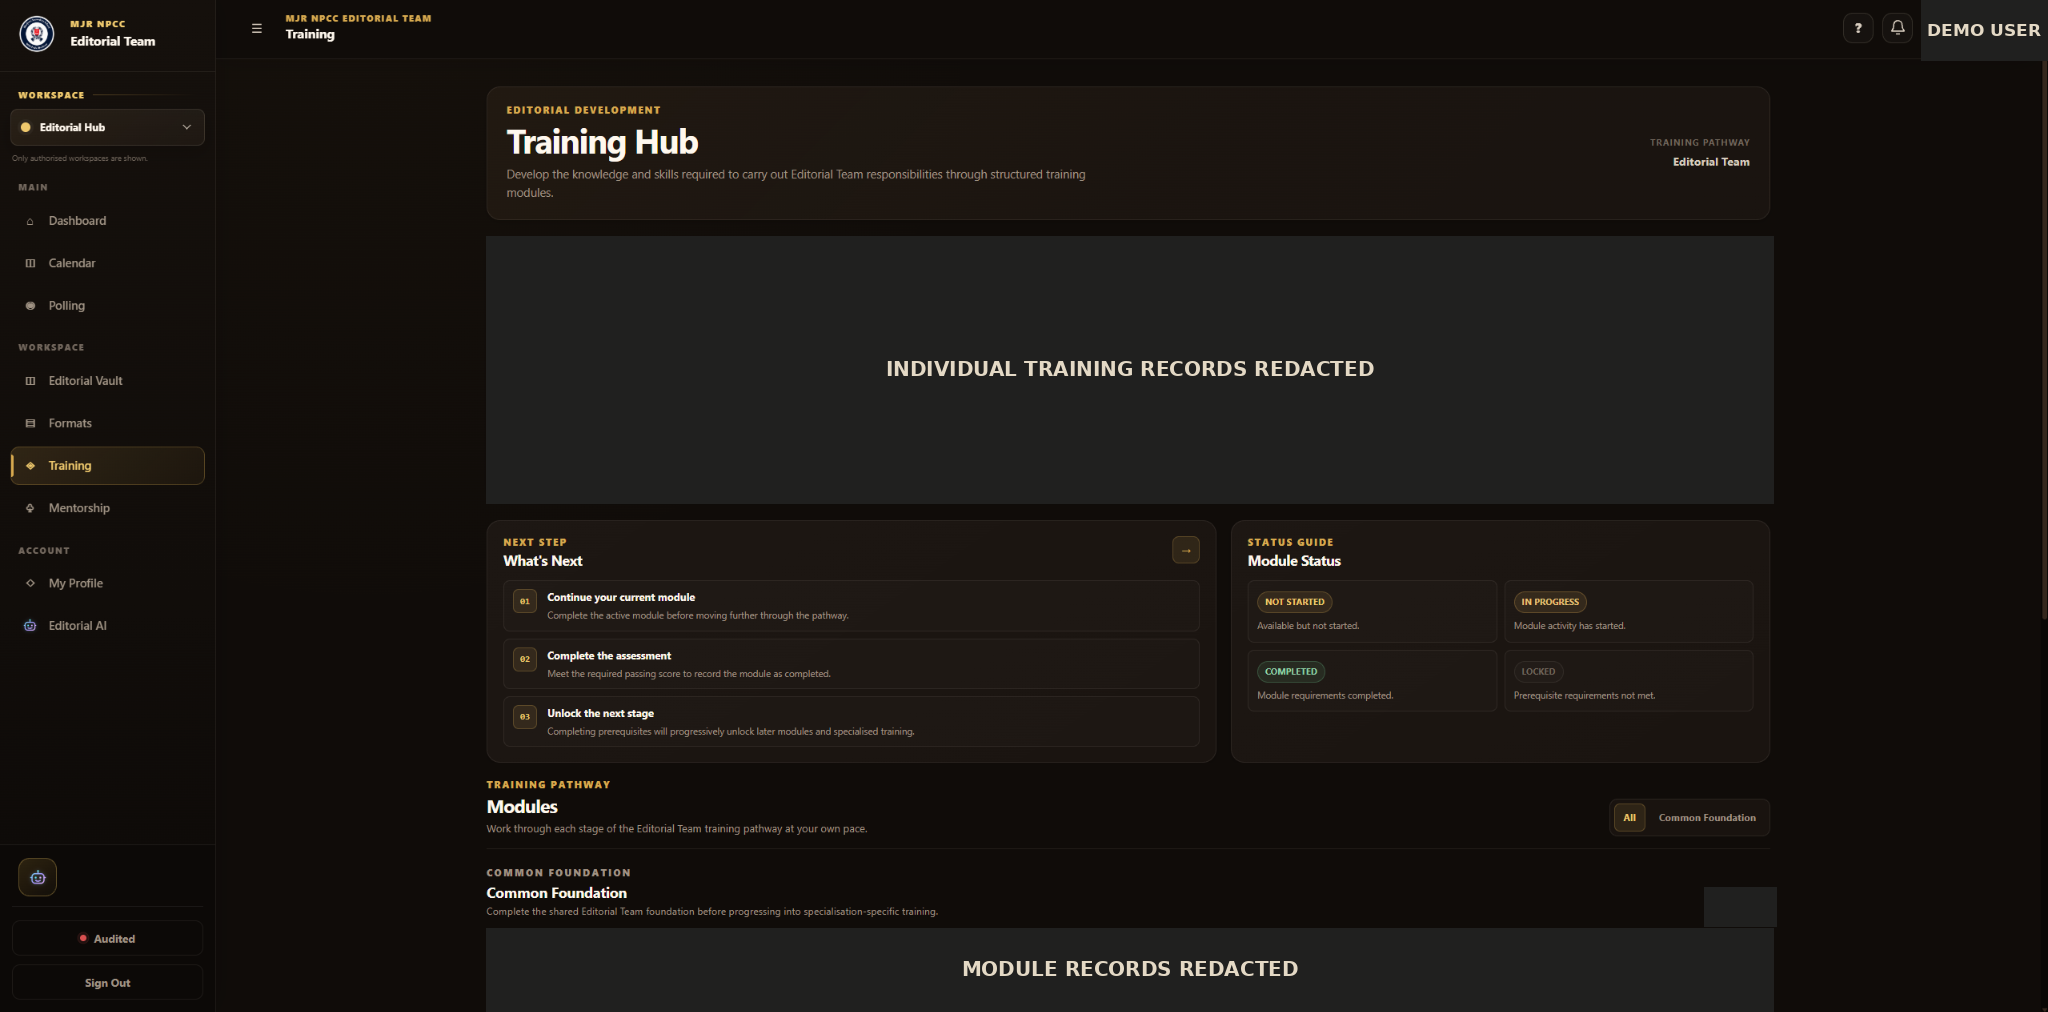 MJR NPCC
Editorial Team
WORKSPACE
Editorial Hub
Only authorised workspaces are shown.
MAIN
Dashboard
Calendar
Polling
WORKSPACE
Editorial Vault
Formats
Training
Mentorship
ACCOUNT
My Profile
Editorial AI
Audited
Sign Out
MJR NPCC EDITORIAL TEAM
Training
?
DEMO USER
EDITORIAL DEVELOPMENT
Training Hub
Develop the knowledge and skills required to carry out Editorial Team responsibilities through structured training
modules.
TRAINING PATHWAY
Editorial Team
INDIVIDUAL TRAINING RECORDS REDACTED
NEXT STEP
What's Next
→
01
Continue your current module
Complete the active module before moving further through the pathway.
02
Complete the assessment
Meet the required passing score to record the module as completed.
03
Unlock the next stage
Completing prerequisites will progressively unlock later modules and specialised training.
STATUS GUIDE
Module Status
NOT STARTED
Available but not started.
IN PROGRESS
Module activity has started.
COMPLETED
Module requirements completed.
LOCKED
Prerequisite requirements not met.
TRAINING PATHWAY
Modules
Work through each stage of the Editorial Team training pathway at your own pace.
All
Common Foundation
COMMON FOUNDATION
Common Foundation
Complete the shared Editorial Team foundation before progressing into specialisation-specific training.
MODULE RECORDS REDACTED